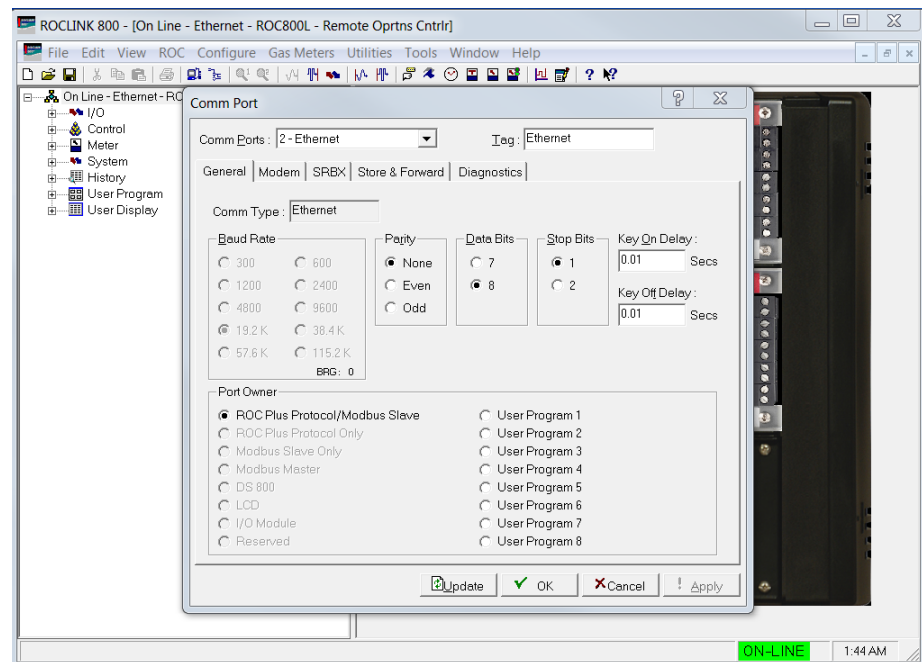 ROCLINK 800 - [On Line - Ethernet - ROC800L - Remote Oprtns Cntrlr]
File Edit View ROC Configure Gas Meters Utilities Tools Window Help
On Line - Ethernet - RO
I/O
Control
Meter
System
History
User Program
User Display
Comm Port
Comm Ports : 2 - Ethernet Tag : Ethernet
General Modem SRBX Store & Forward Diagnostics
Comm Type : Ethernet
Baud Rate Parity Data Bits Stop Bits Key On Delay :
300 600 None 7 1 0.01 Secs
1200 2400 Even 8 2 Key Off Delay :
4800 9600 Odd 0.01 Secs
19.2 K 38.4 K
57.6 K 115.2 K
BRG: 0
Port Owner
ROC Plus Protocol/Modbus Slave User Program 1
ROC Plus Protocol Only User Program 2
Modbus Slave Only User Program 3
Modbus Master User Program 4
DS 800 User Program 5
LCD User Program 6
I/O Module User Program 7
Reserved User Program 8
Update OK Cancel ! Apply
ON-LINE 1:44 AM